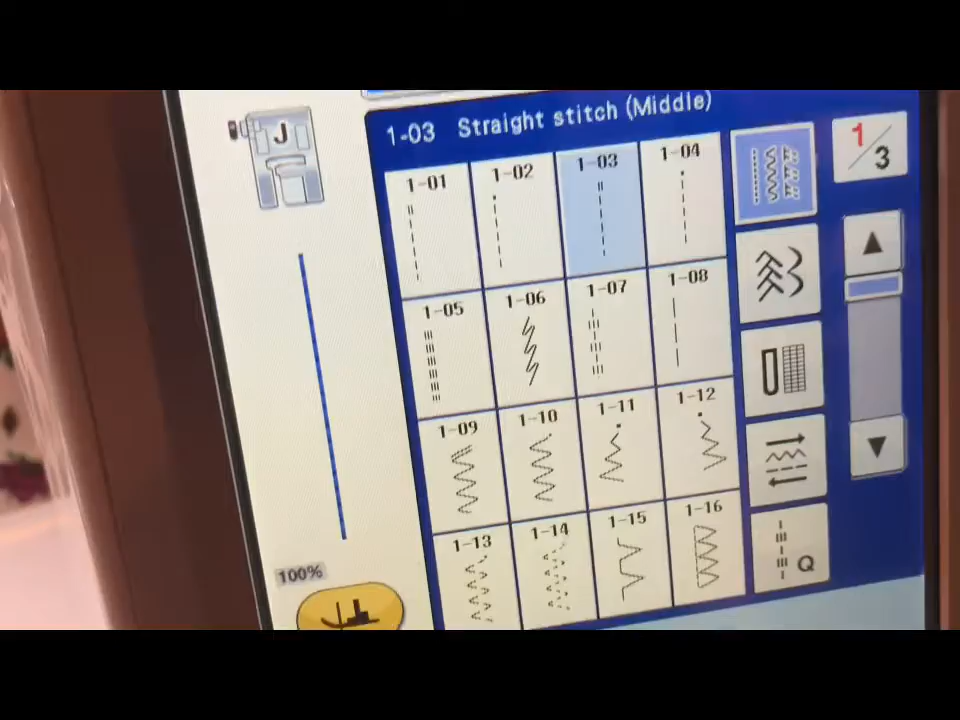 J
1-03 Straight stitch (Middle)
1/3
1-01 1-02 1-03 1-04
1-05 1-06 1-07 1-08
1-09 1-10 1-11 1-12
1-13 1-14 1-15 1-16
Q
100%